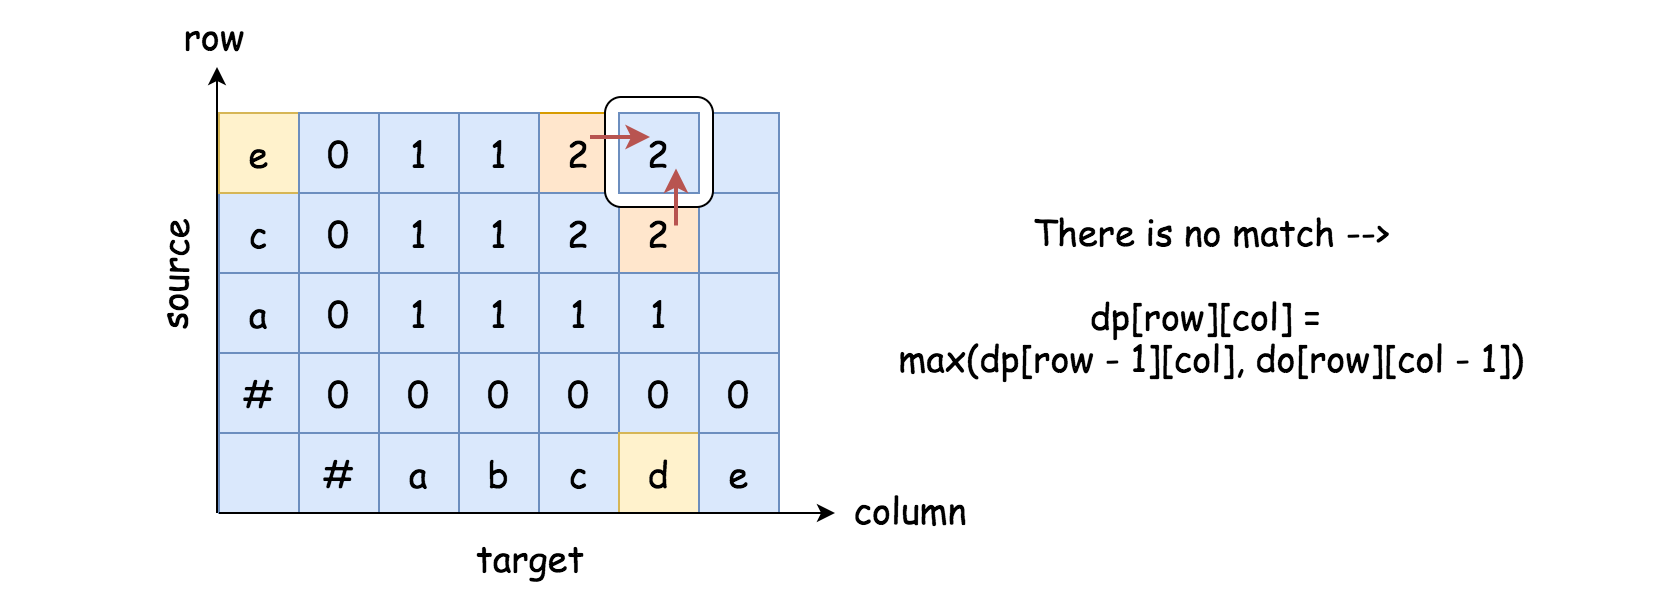 row
e 0 1 1 2 2
c 0 1 1 2 2
a 0 1 1 1 1
# 0 0 0 0 0 0
# a b c d e
source
column
target
There is no match -->
dp[row][col] =
max(dp[row - 1][col], do[row][col - 1])